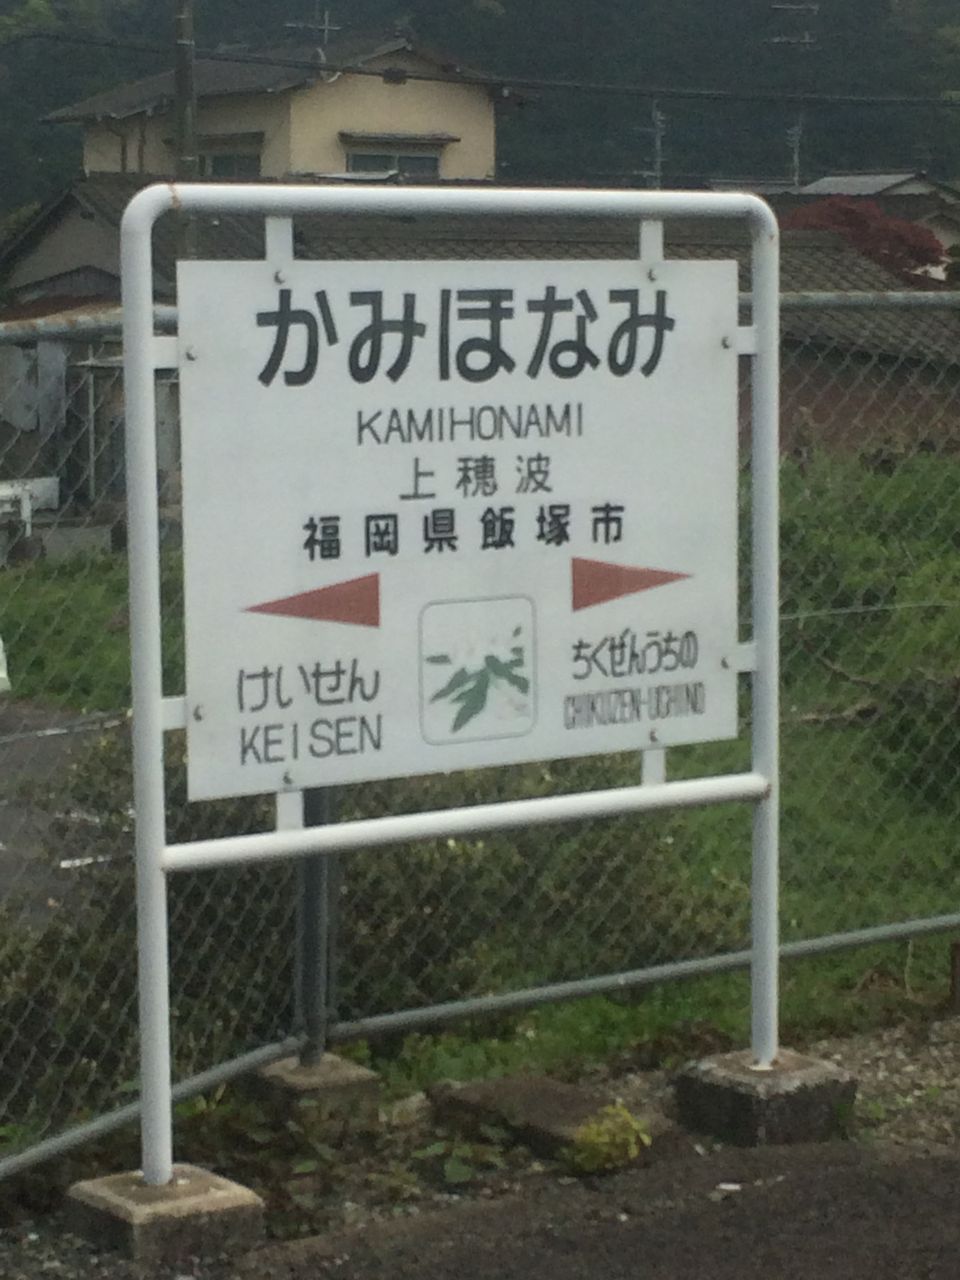 かみほなみ
KAMIHONAMI
上穂波
福岡県飯塚市
けいせん
KEISEN
ちくぜんうちの
CHIKUZEN-UCHINO